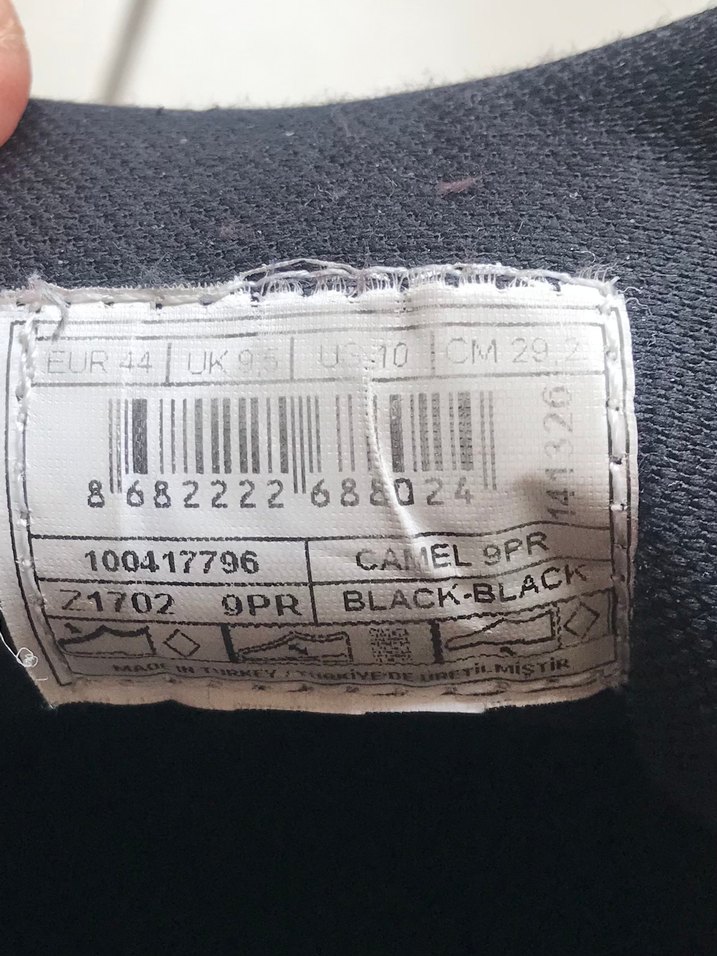 EUR 44 UK 9,5 US 10 CM 29,2
141326
8 682222 688024
100417796 CAMEL 9PR
Z1702 9PR BLACK-BLACK
MADE IN TURKEY / TÜRKİYE'DE ÜRETİLMİŞTİR